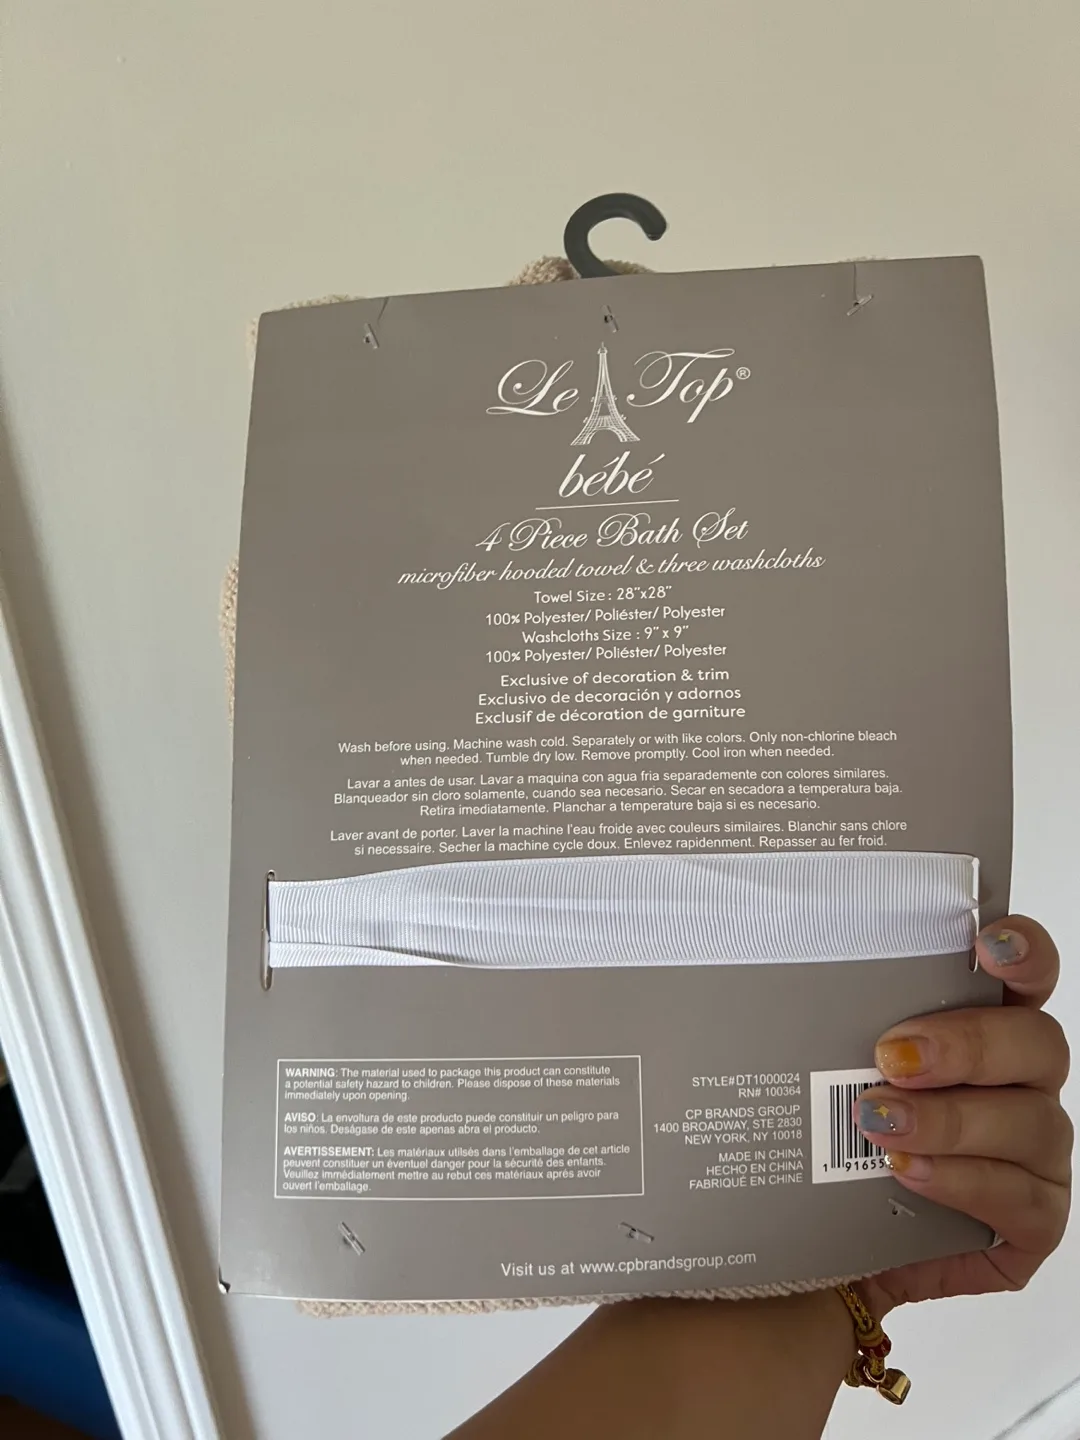 Le Top®
bébé
4 Piece Bath Set
microfiber hooded towel & three washcloths
Towel Size : 28"x28"
100% Polyester/ Poliéster/ Polyester
Washcloths Size : 9" x 9"
100% Polyester/ Poliéster/ Polyester
Exclusive of decoration & trim
Exclusivo de decoración y adornos
Exclusif de décoration de garniture
Wash before using. Machine wash cold. Separately or with like colors. Only non-chlorine bleach
when needed. Tumble dry low. Remove promptly. Cool iron when needed.
Lavar a antes de usar. Lavar a maquina con agua fria separademente con colores similares.
Blanqueador sin cloro solamente, cuando sea necesario. Secar en secadora a temperatura baja.
Retira imediatamente. Planchar a temperature baja si es necesario.
Laver avant de porter. Laver la machine l'eau froide avec couleurs similaires. Blanchir sans chlore
si necessaire. Secher la machine cycle doux. Enlevez rapidenment. Repasser au fer froid.
WARNING: The material used to package this product can constitute
a potential safety hazard to children. Please dispose of these materials
immediately upon opening.
AVISO: La envoltura de este producto puede constituir un peligro para
los niños. Deságase de este apenas abra el producto.
AVERTISSEMENT: Les matériaux utilisés dans l'emballage de cet article
peuvent constituer un éventuel danger pour la sécurité des enfants.
Veuillez immédiatement mettre au rebut ces matériaux après avoir
ouvert l'emballage.
STYLE#DT1000024
RN# 100364
CP BRANDS GROUP
1400 BROADWAY, STE 2830
NEW YORK, NY 10018
MADE IN CHINA
HECHO EN CHINA
FABRIQUÉ EN CHINE
1 91655
Visit us at www.cpbrandsgroup.com